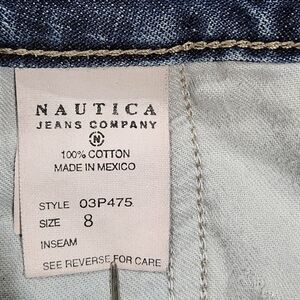 NAUTICA
JEANS COMPANY
N
100% COTTON
MADE IN MEXICO
STYLE 03P475
SIZE 8
INSEAM
SEE REVERSE FOR CARE